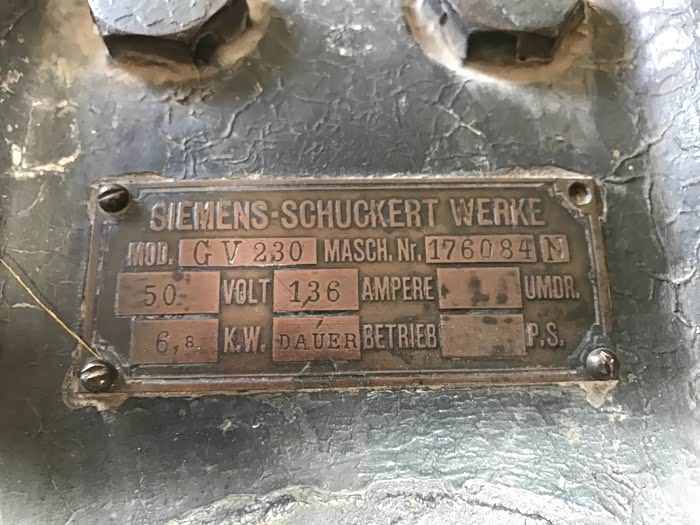 SIEMENS-SCHUCKERT WERKE
MOD. GV 230 MASCH. Nr. 176084 N
50 VOLT 136 AMPERE UMDR.
6,8. K.W. DAUER BETRIEB P.S.